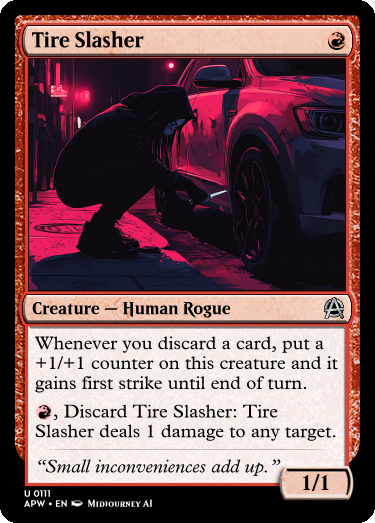 Tire Slasher
Creature — Human Rogue
Whenever you discard a card, put a
+1/+1 counter on this creature and it
gains first strike until end of turn.
, Discard Tire Slasher: Tire
Slasher deals 1 damage to any target.
“Small inconveniences add up.”
1/1
U 0111
APW • EN Midjourney AI